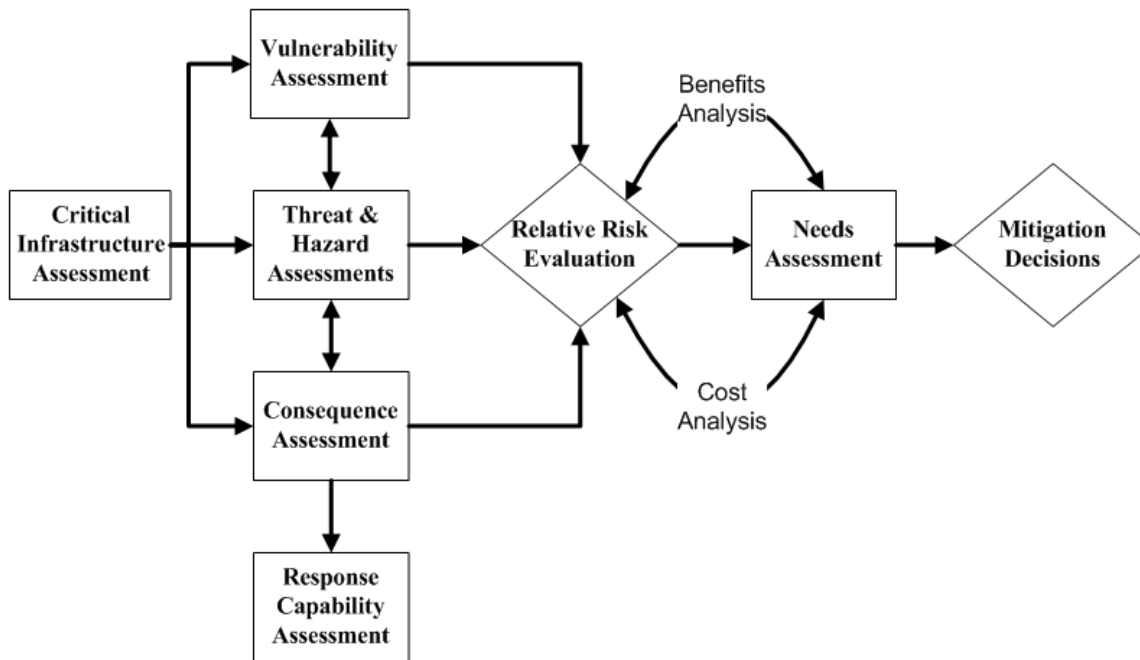 Vulnerability
Assessment
Benefits
Analysis
Critical
Infrastructure
Assessment
Threat &
Hazard
Assessments
Relative Risk
Evaluation
Needs
Assessment
Mitigation
Decisions
Consequence
Assessment
Cost
Analysis
Response
Capability
Assessment